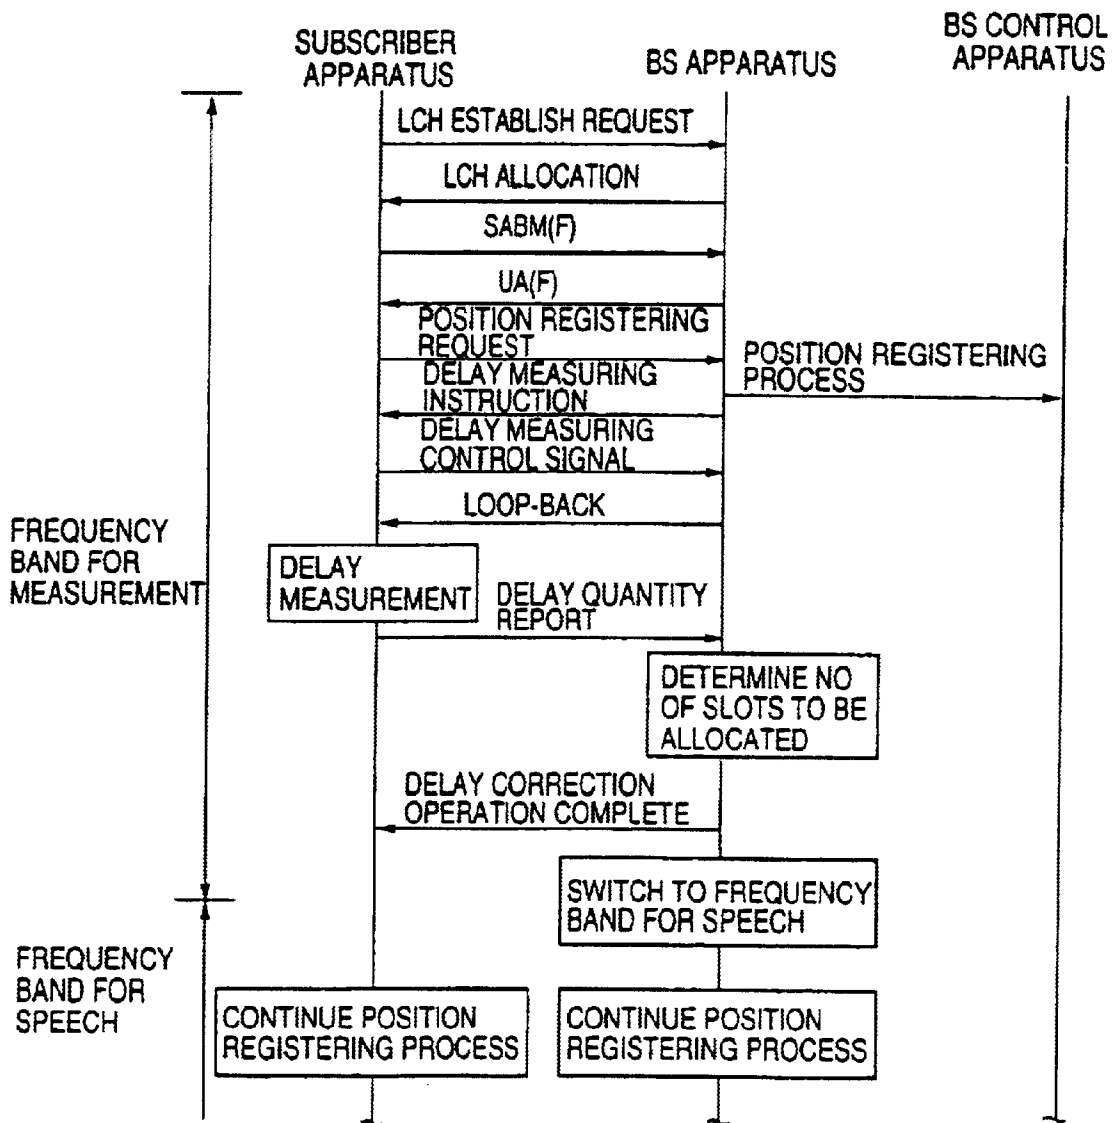 SUBSCRIBER
APPARATUS
BS APPARATUS
BS CONTROL
APPARATUS
LCH ESTABLISH REQUEST
LCH ALLOCATION
SABM(F)
UA(F)
POSITION REGISTERING
REQUEST
POSITION REGISTERING
PROCESS
DELAY MEASURING
INSTRUCTION
DELAY MEASURING
CONTROL SIGNAL
LOOP-BACK
FREQUENCY
BAND FOR
MEASUREMENT
DELAY
MEASUREMENT
DELAY QUANTITY
REPORT
DETERMINE NO
OF SLOTS TO BE
ALLOCATED
DELAY CORRECTION
OPERATION COMPLETE
SWITCH TO FREQUENCY
BAND FOR SPEECH
FREQUENCY
BAND FOR
SPEECH
CONTINUE POSITION
REGISTERING PROCESS
CONTINUE POSITION
REGISTERING PROCESS